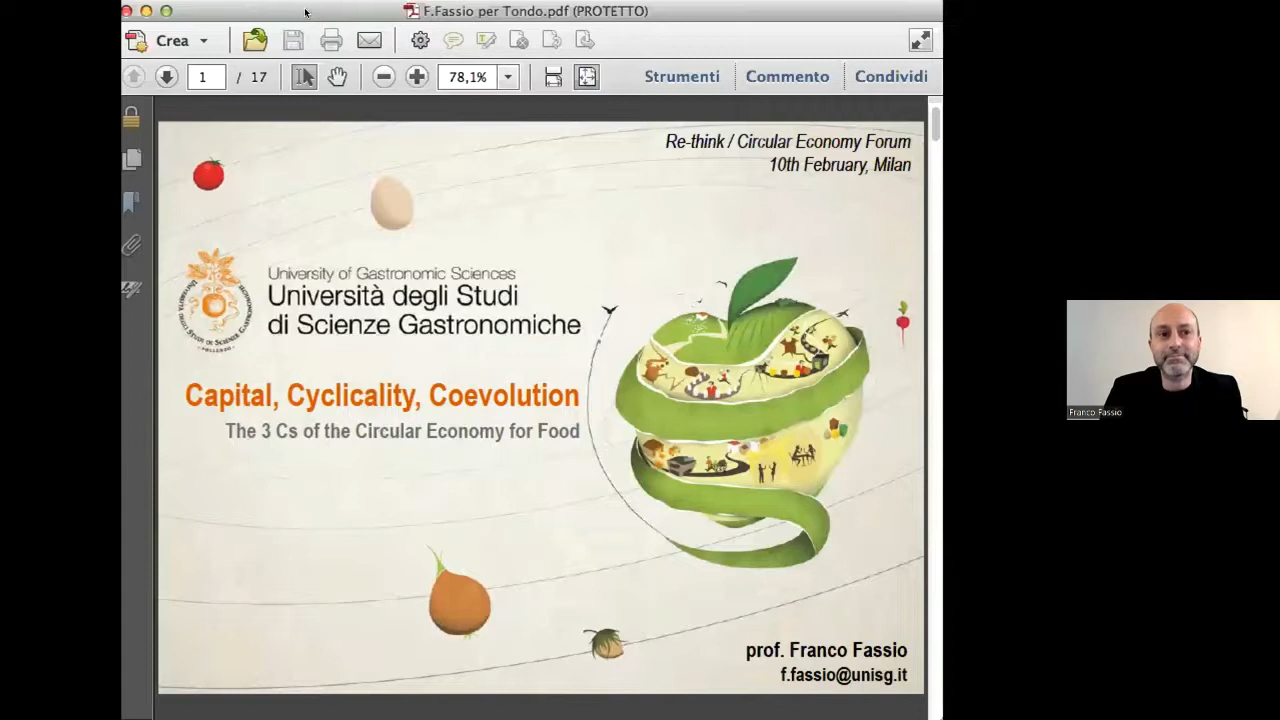 F.Fassio per Tondo.pdf (PROTETTO)
Crea
1 / 17
78,1%
Strumenti
Commento
Condividi
Re-think / Circular Economy Forum
10th February, Milan
University of Gastronomic Sciences
Università degli Studi
di Scienze Gastronomiche
Capital, Cyclicality, Coevolution
The 3 Cs of the Circular Economy for Food
prof. Franco Fassio
f.fassio@unisg.it
Franco Fassio